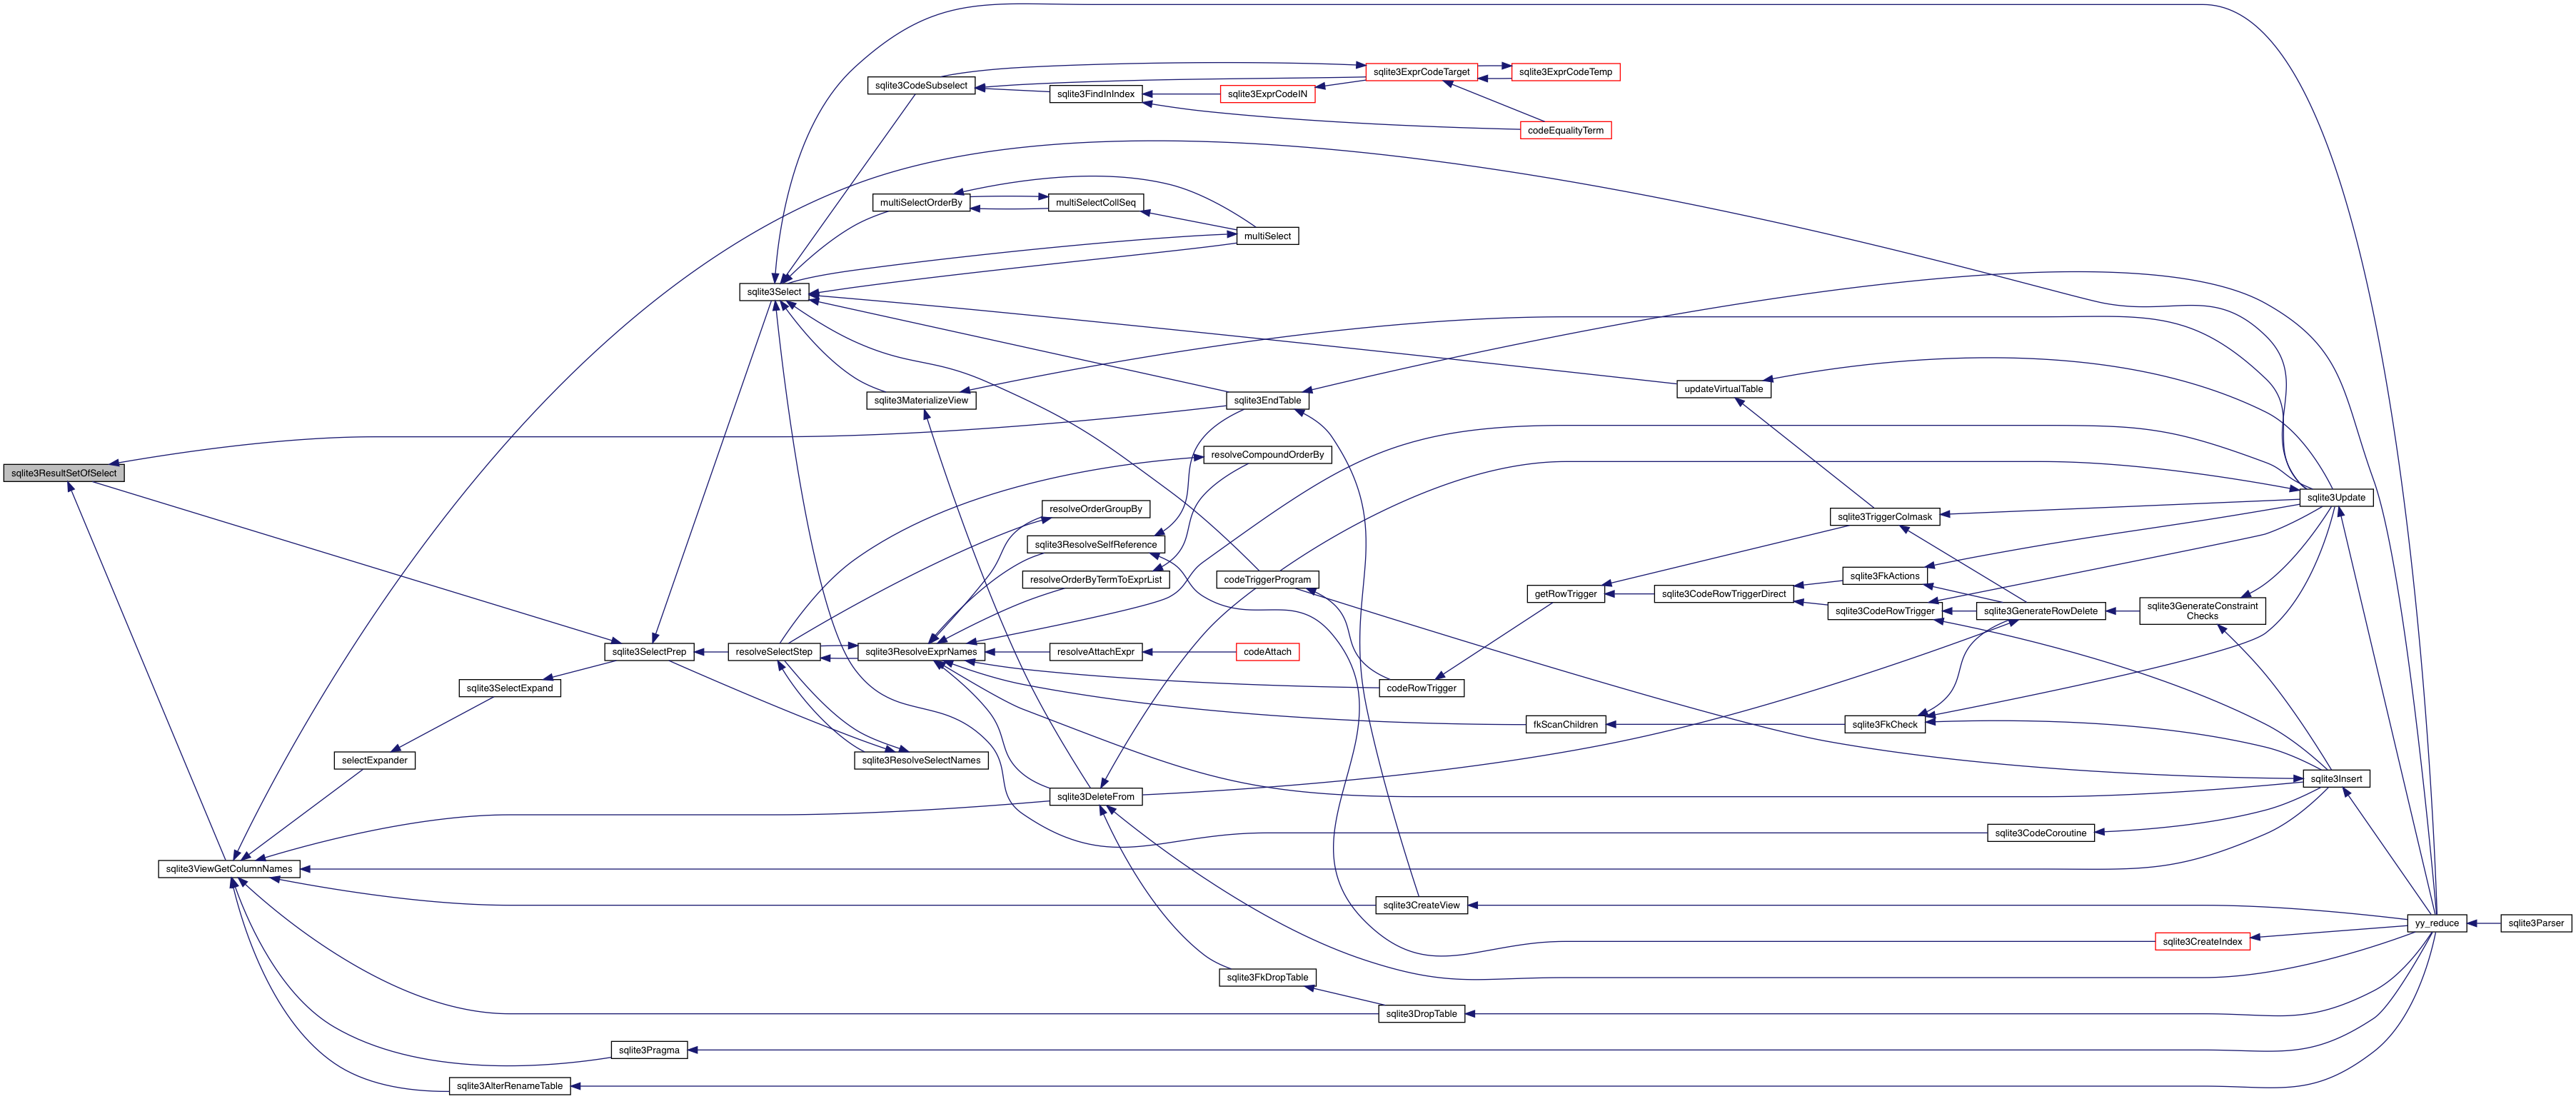 sqlite3ExprCodeTarget
sqlite3ExprCodeTemp
sqlite3CodeSubselect
sqlite3FindInIndex
sqlite3ExprCodeIN
codeEqualityTerm
multiSelectOrderBy
multiSelectCollSeq
multiSelect
sqlite3Select
updateVirtualTable
sqlite3MaterializeView
sqlite3EndTable
resolveCompoundOrderBy
sqlite3ResultSetOfSelect
sqlite3Update
resolveOrderGroupBy
sqlite3TriggerColmask
sqlite3ResolveSelfReference
sqlite3FkActions
resolveOrderByTermToExprList
codeTriggerProgram
getRowTrigger
sqlite3CodeRowTriggerDirect
sqlite3CodeRowTrigger
sqlite3GenerateRowDelete
sqlite3GenerateConstraint
Checks
sqlite3SelectPrep
resolveSelectStep
sqlite3ResolveExprNames
resolveAttachExpr
codeAttach
sqlite3SelectExpand
codeRowTrigger
fkScanChildren
sqlite3FkCheck
selectExpander
sqlite3ResolveSelectNames
sqlite3Insert
sqlite3DeleteFrom
sqlite3CodeCoroutine
sqlite3ViewGetColumnNames
sqlite3CreateView
yy_reduce
sqlite3Parser
sqlite3CreateIndex
sqlite3FkDropTable
sqlite3DropTable
sqlite3Pragma
sqlite3AlterRenameTable